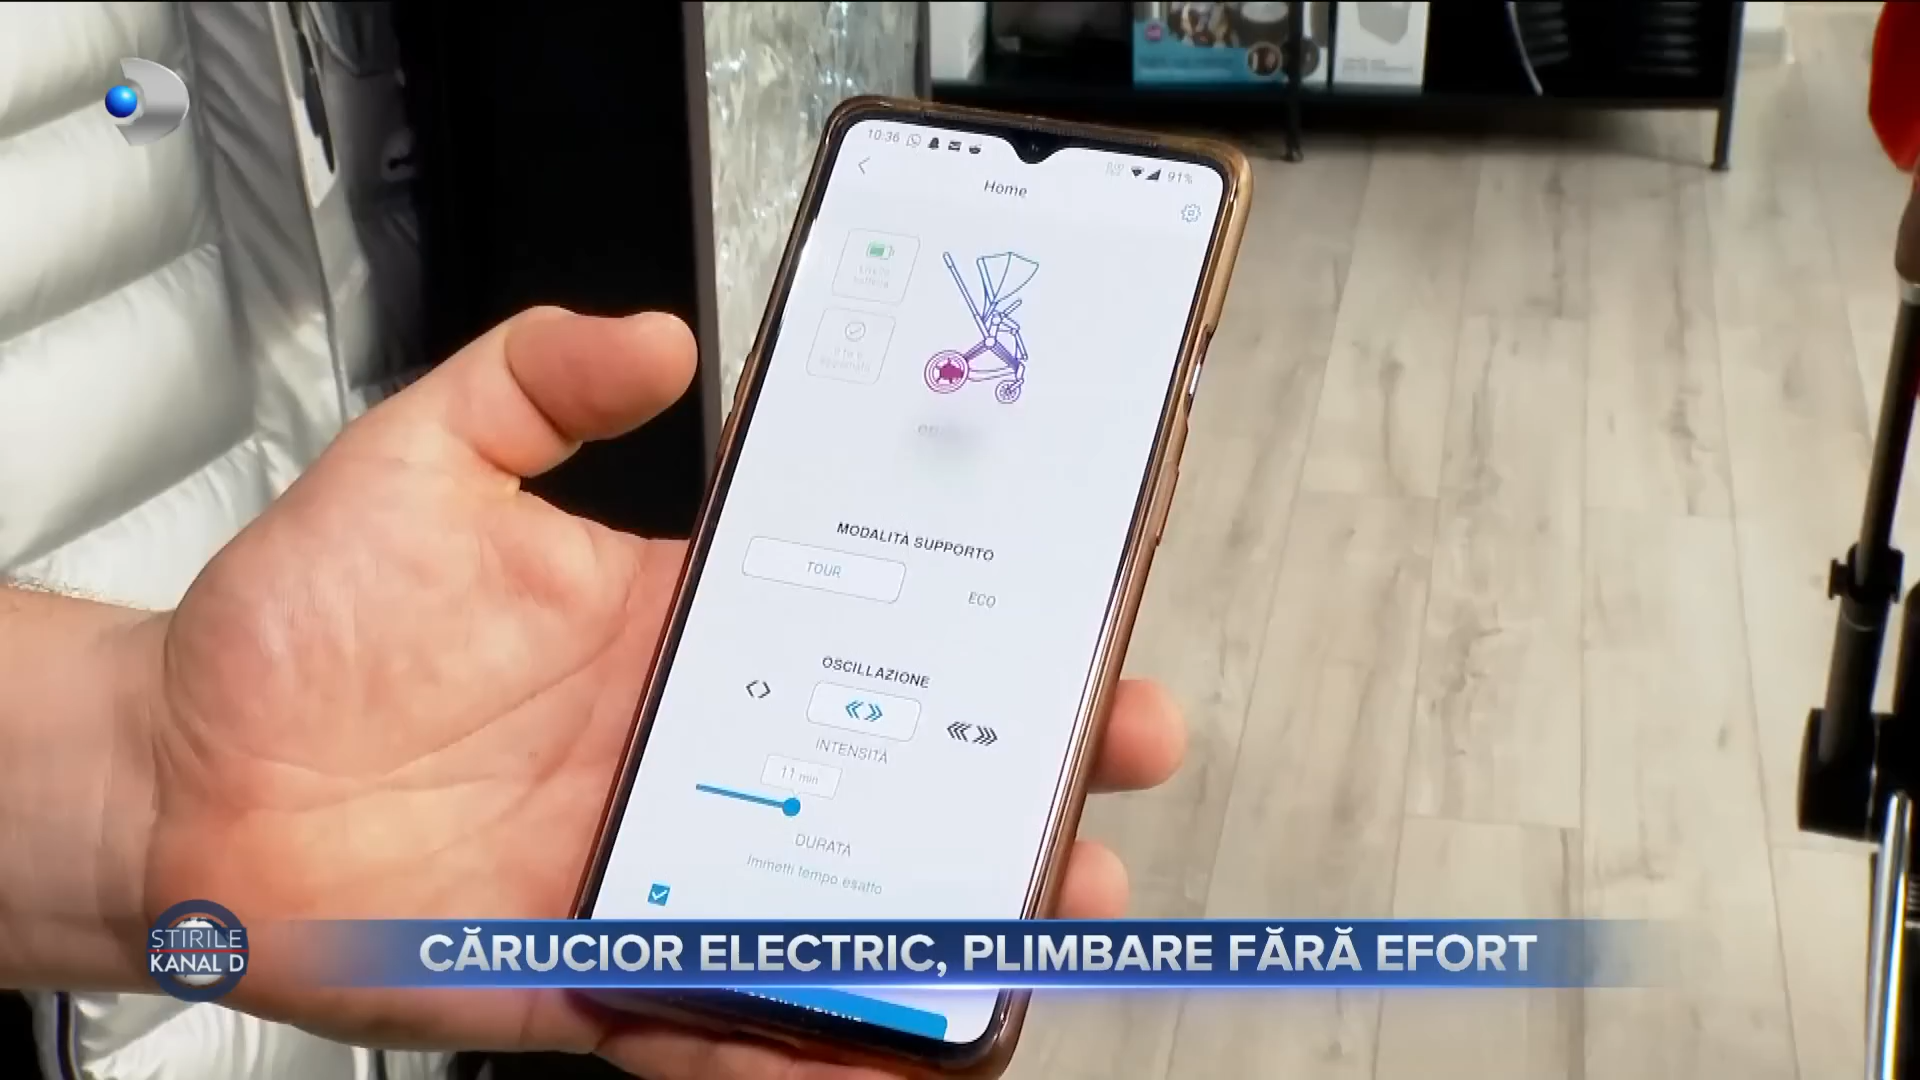 10:36
91%
Home
MODALITÀ SUPPORTO
TOUR
ECO
OSCILLAZIONE
INTENSITÀ
11 min
DURATA
Immetti tempo esatto
ȘTIRILE
KANAL D
CĂRUCIOR ELECTRIC, PLIMBARE FĂRĂ EFORT